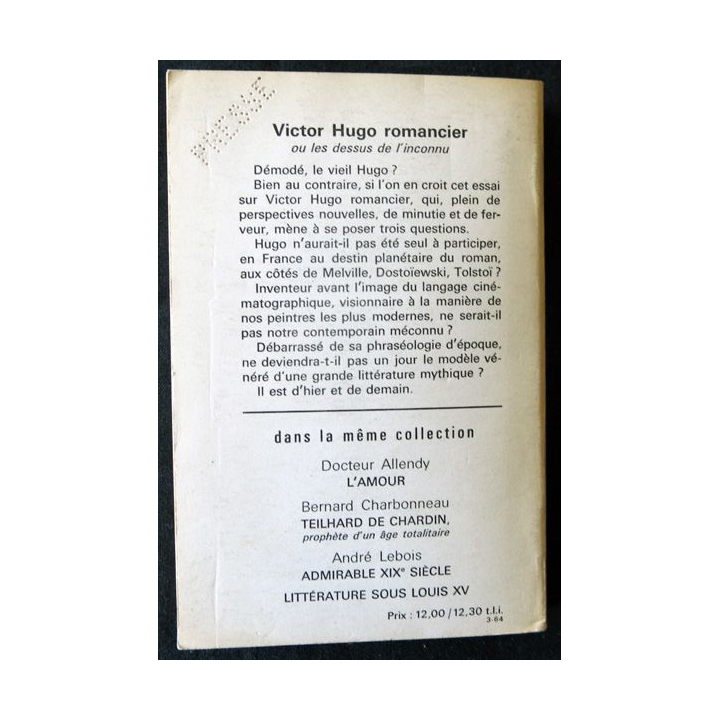 PRESSE
Victor Hugo romancier
ou les dessus de l'inconnu
Démodé, le vieil Hugo ?
Bien au contraire, si l'on en croit cet essai
sur Victor Hugo romancier, qui, plein de
perspectives nouvelles, de minutie et de fer-
veur, mène à se poser trois questions.
Hugo n'aurait-il pas été seul à participer,
en France au destin planétaire du roman,
aux côtés de Melville, Dostoïewski, Tolstoï ?
Inventeur avant l'image du langage ciné-
matographique, visionnaire à la manière de
nos peintres les plus modernes, ne serait-il
pas notre contemporain méconnu ?
Débarrassé de sa phraséologie d'époque,
ne deviendra-t-il pas un jour le modèle vé-
néré d'une grande littérature mythique ?
Il est d'hier et de demain.
dans la même collection
Docteur Allendy
L'AMOUR
Bernard Charbonneau
TEILHARD DE CHARDIN,
prophète d'un âge totalitaire
André Lebois
ADMIRABLE XIXe SIÈCLE
LITTÉRATURE SOUS LOUIS XV
Prix : 12,00/12,30 t.l.i.
3-64